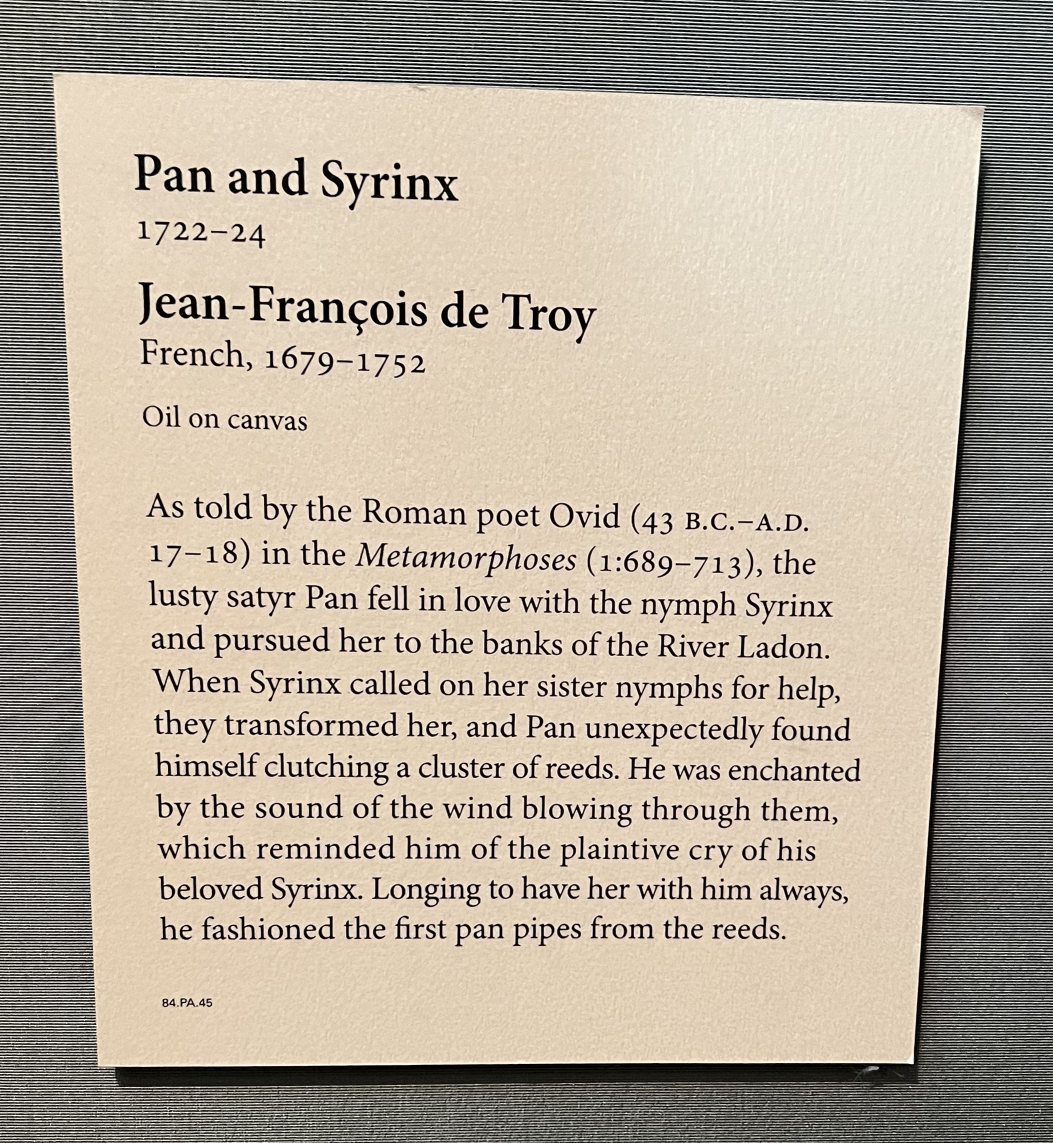 Pan and Syrinx
1722–24
Jean-François de Troy
French, 1679–1752
Oil on canvas
As told by the Roman poet Ovid (43 B.C.–A.D.
17–18) in the Metamorphoses (1:689–713), the
lusty satyr Pan fell in love with the nymph Syrinx
and pursued her to the banks of the River Ladon.
When Syrinx called on her sister nymphs for help,
they transformed her, and Pan unexpectedly found
himself clutching a cluster of reeds. He was enchanted
by the sound of the wind blowing through them,
which reminded him of the plaintive cry of his
beloved Syrinx. Longing to have her with him always,
he fashioned the first pan pipes from the reeds.
84.PA.45